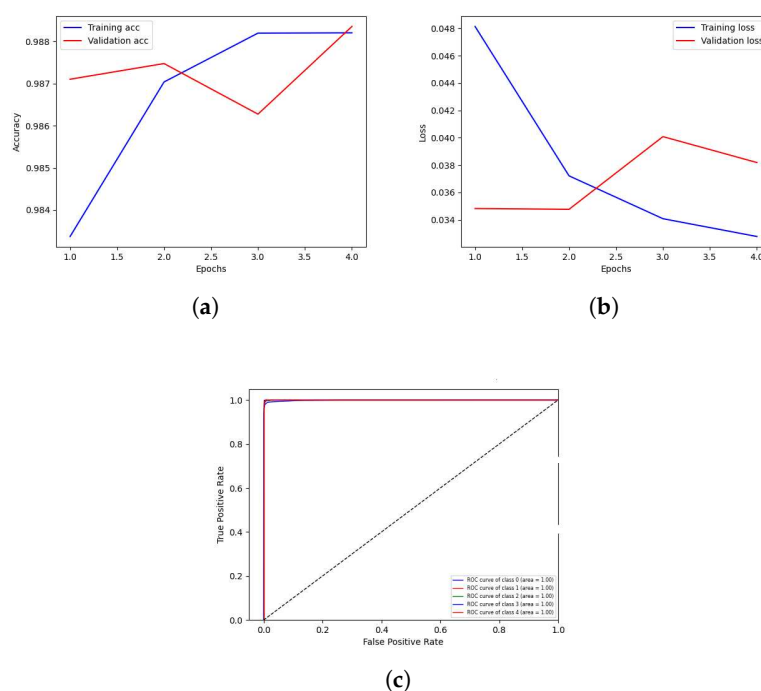 Training acc
Validation acc
0.988
0.987
0.986
0.985
0.984
Accuracy
1.0 1.5 2.0 2.5 3.0 3.5 4.0
Epochs
(a)
Training loss
Validation loss
0.048
0.046
0.044
0.042
0.040
0.038
0.036
0.034
Loss
1.0 1.5 2.0 2.5 3.0 3.5 4.0
Epochs
(b)
1.0
0.8
0.6
0.4
0.2
0.0
True Positive Rate
ROC curve of class 0 (area = 1.00)
ROC curve of class 1 (area = 1.00)
ROC curve of class 2 (area = 1.00)
ROC curve of class 3 (area = 1.00)
ROC curve of class 4 (area = 1.00)
0.0 0.2 0.4 0.6 0.8 1.0
False Positive Rate
(c)